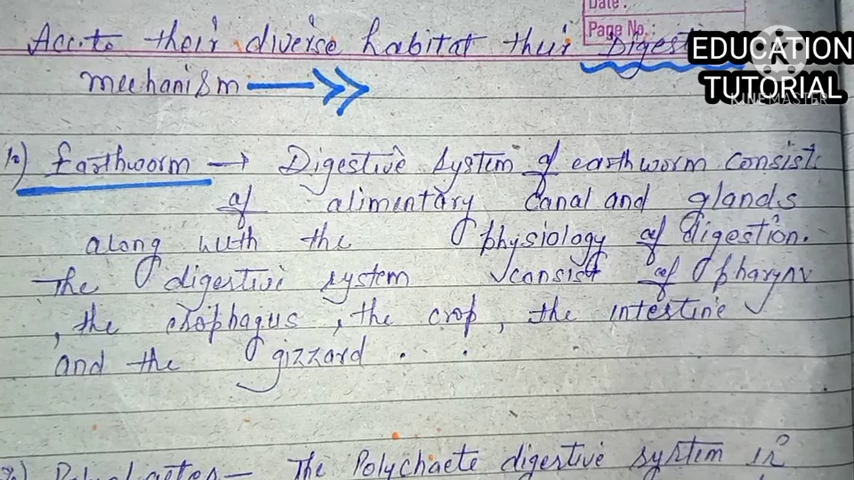 Date:
Page No.:
Acc. to their diverse habitat their Digesti
mechanism
EDUCATION
TUTORIAL
KINEMASTER
1.) Earthworm → Digestive system of earthworm consist
of alimentary canal and glands
along with the physiology of digestion.
The digestive system consist of pharynx
, the esophagus, the crop, the intestine
and the gizzard.
The Polychaete digestive system is